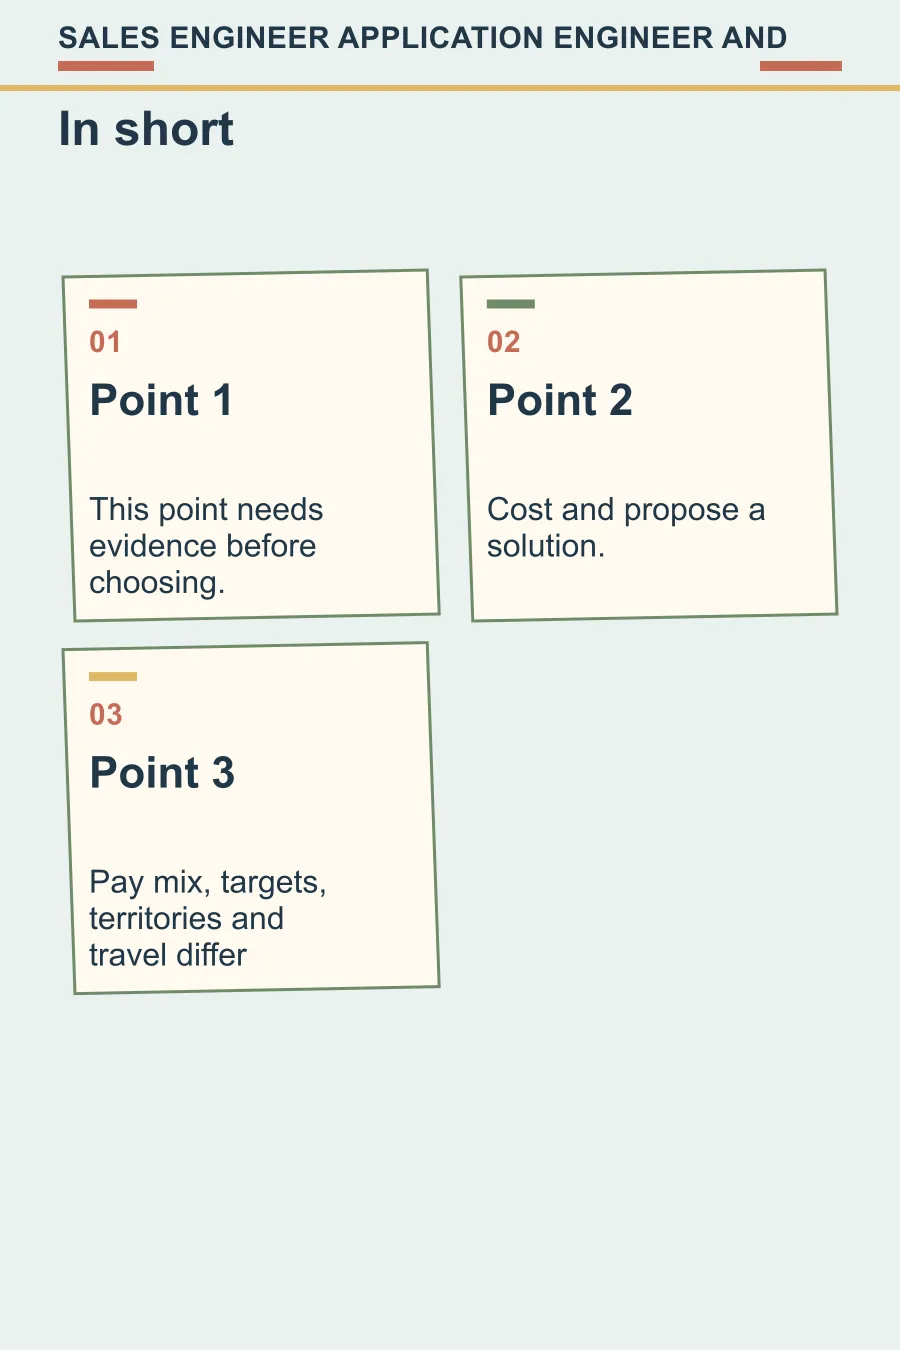 SALES ENGINEER APPLICATION ENGINEER AND
In short
01
Point 1
This point needs
evidence before
choosing.
02
Point 2
Cost and propose a
solution.
03
Point 3
Pay mix, targets,
territories and
travel differ